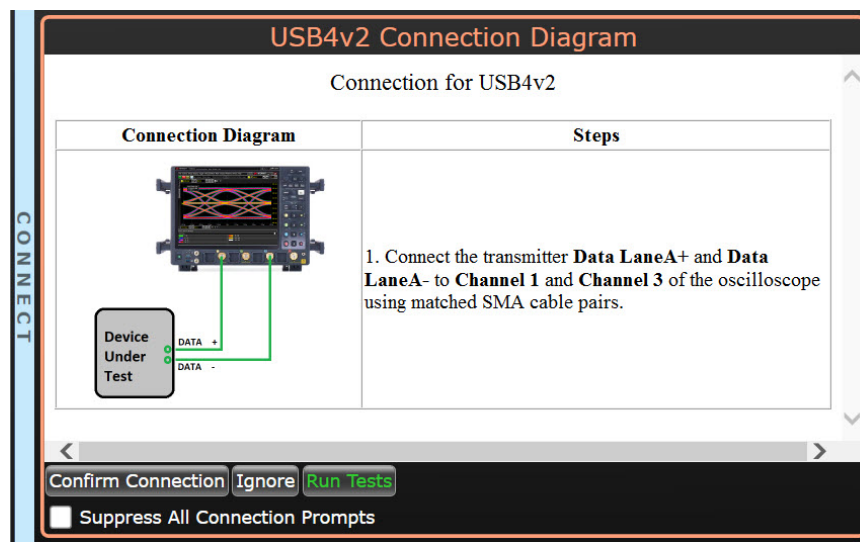 USB4v2 Connection Diagram
Connection for USB4v2
Connection Diagram
Steps
CONNECT
Device
Under
Test
DATA +
DATA -
1. Connect the transmitter Data LaneA+ and Data
LaneA- to Channel 1 and Channel 3 of the oscilloscope
using matched SMA cable pairs.
Confirm Connection
Ignore
Run Tests
Suppress All Connection Prompts